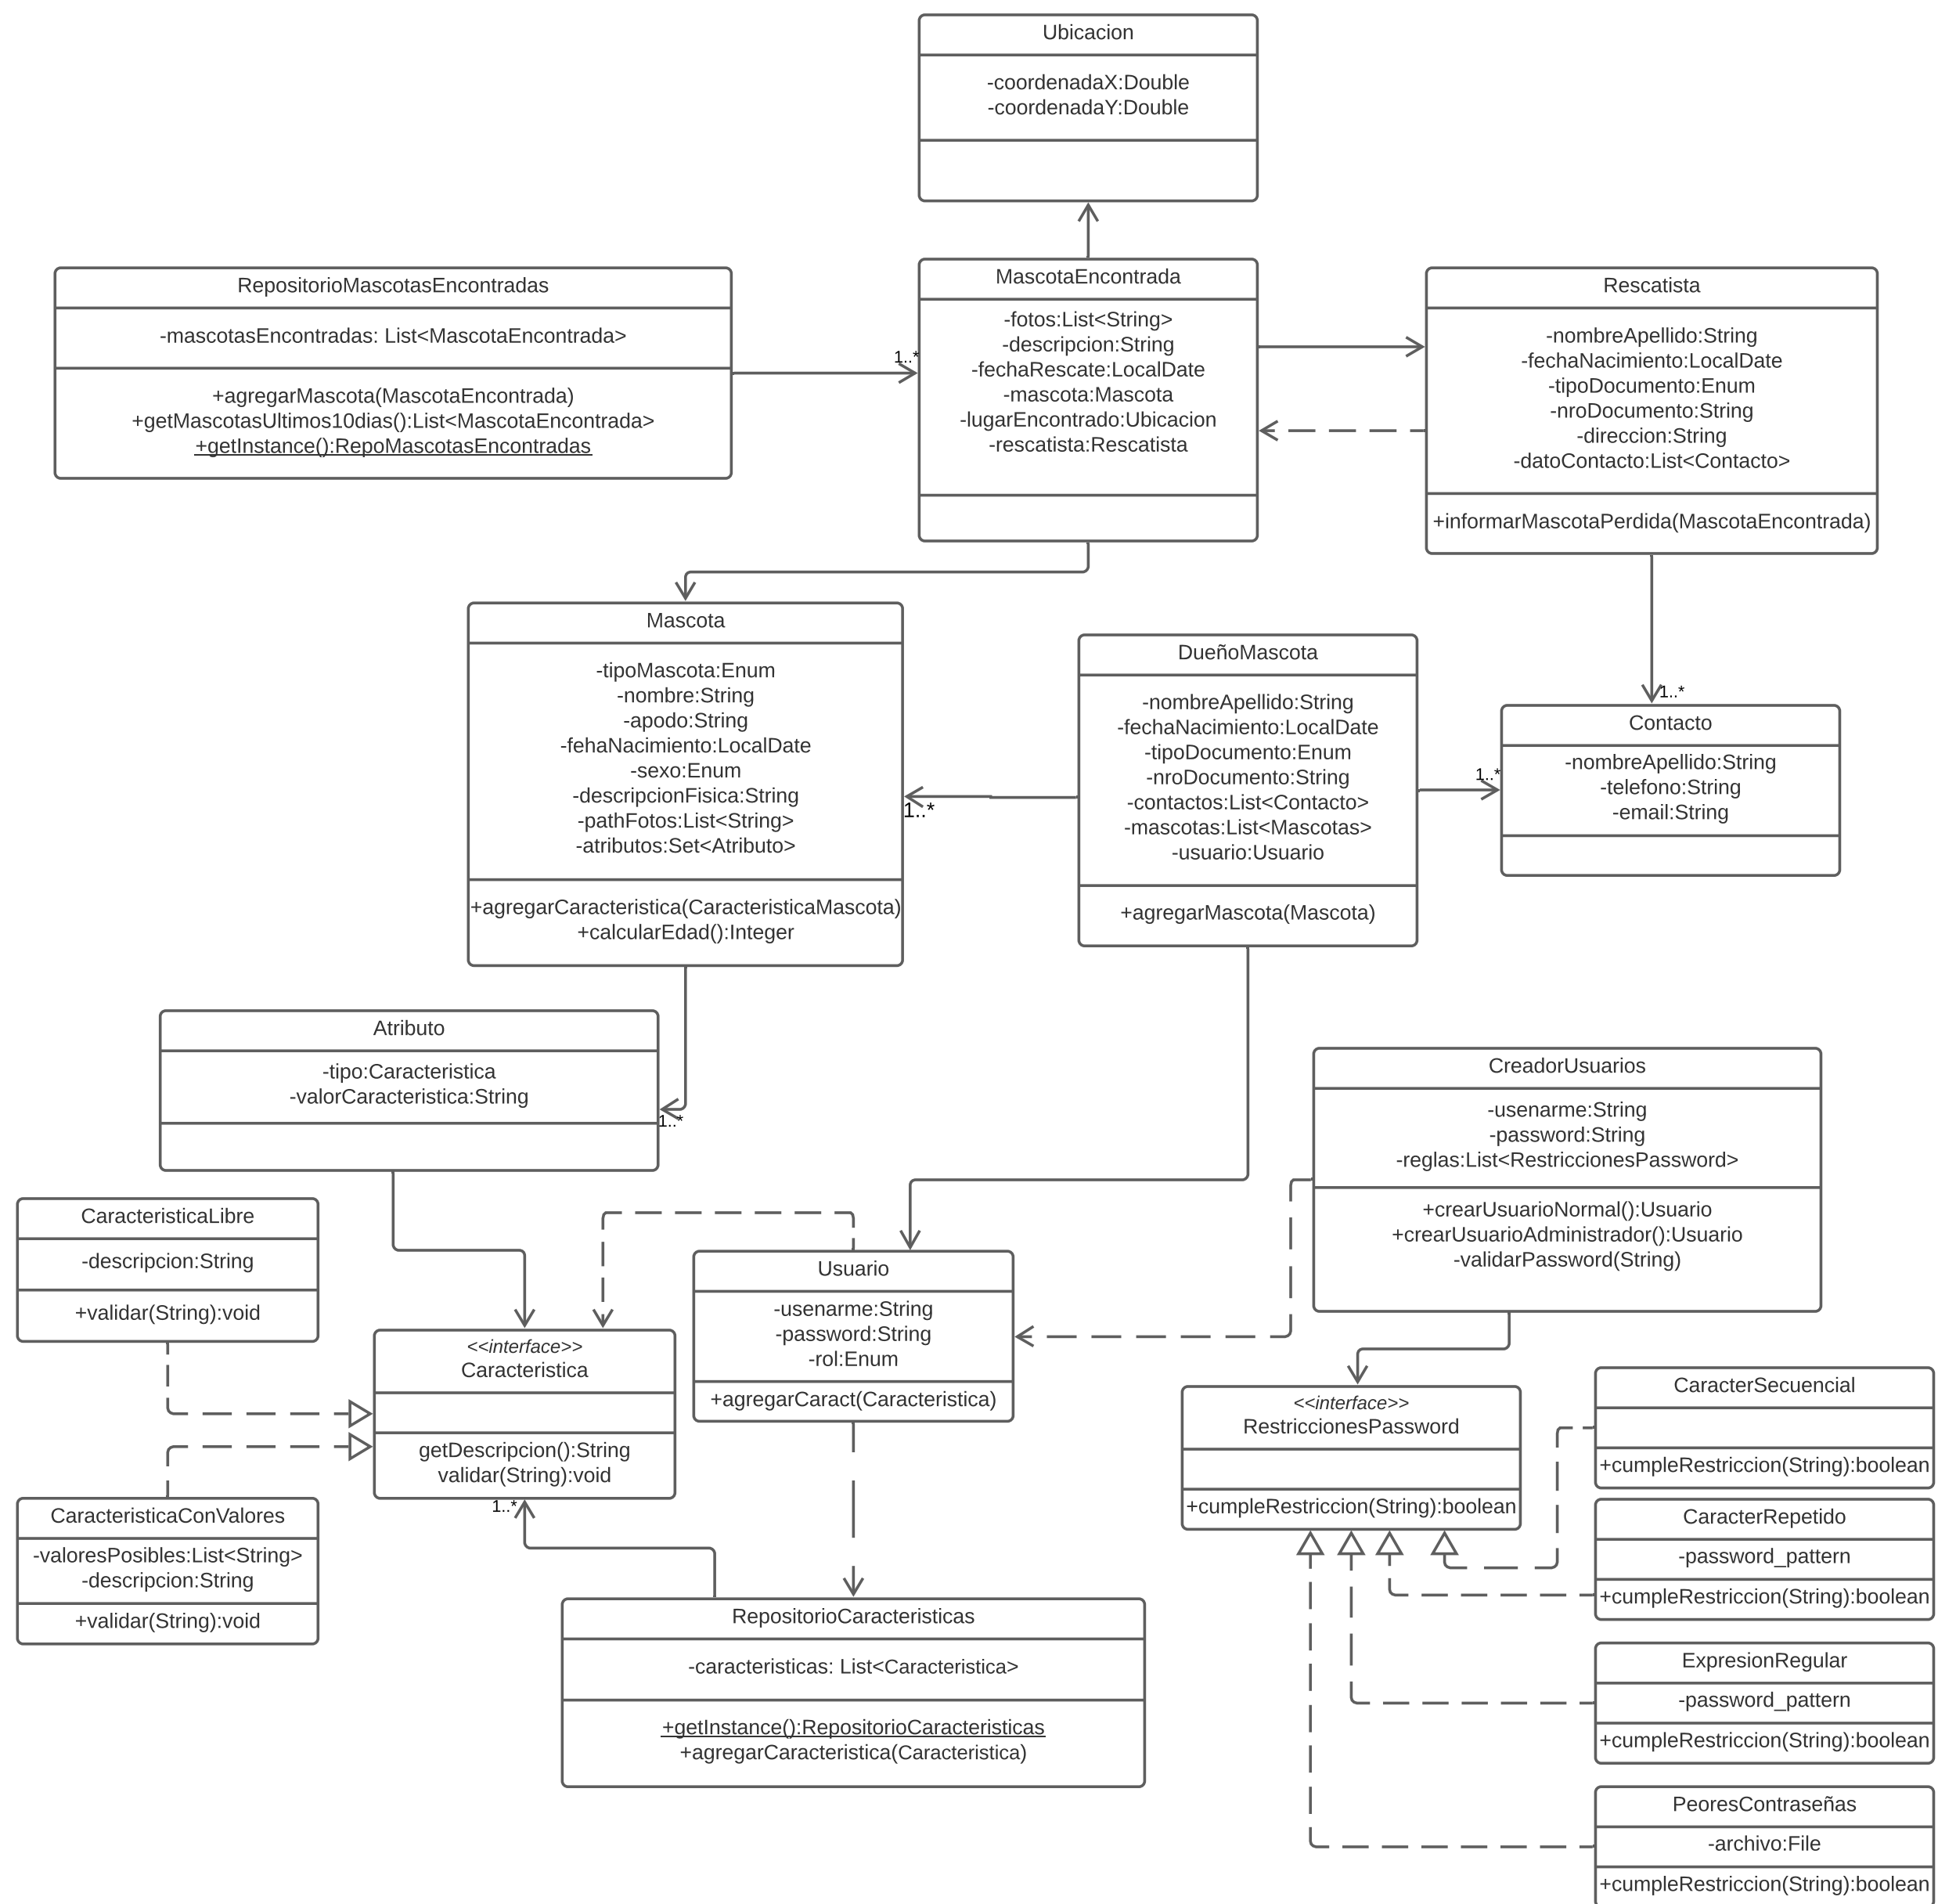 Ubicacion
-coordenadaX:Double
-coordenadaY:Double
RepositorioMascotasEncontradas
-mascotasEncontradas: List<MascotaEncontrada>
+agregarMascota(MascotaEncontrada)
+getMascotasUltimos10dias():List<MascotaEncontrada>
+getInstance():RepoMascotasEncontradas
1..*
MascotaEncontrada
-fotos:List<String>
-descripcion:String
-fechaRescate:LocalDate
-mascota:Mascota
-lugarEncontrado:Ubicacion
-rescatista:Rescatista
Rescatista
-nombreApellido:String
-fechaNacimiento:LocalDate
-tipoDocumento:Enum
-nroDocumento:String
-direccion:String
-datoContacto:List<Contacto>
+informarMascotaPerdida(MascotaEncontrada)
Mascota
-tipoMascota:Enum
-nombre:String
-apodo:String
-fehaNacimiento:LocalDate
-sexo:Enum
-descripcionFisica:String
-pathFotos:List<String>
-atributos:Set<Atributo>
+agregarCaracteristica(CaracteristicaMascota)
+calcularEdad():Integer
1..*
DueñoMascota
-nombreApellido:String
-fechaNacimiento:LocalDate
-tipoDocumento:Enum
-nroDocumento:String
-contactos:List<Contacto>
-mascotas:List<Mascotas>
-usuario:Usuario
+agregarMascota(Mascota)
1..*
1..*
Contacto
-nombreApellido:String
-telefono:String
-email:String
Atributo
-tipo:Caracteristica
-valorCaracteristica:String
1..*
CreadorUsuarios
-usenarme:String
-password:String
-reglas:List<RestriccionesPassword>
+crearUsuarioNormal():Usuario
+crearUsuarioAdministrador():Usuario
-validarPassword(String)
CaracteristicaLibre
-descripcion:String
+validar(String):void
<<interface>>
Caracteristica
getDescripcion():String
validar(String):void
1..*
Usuario
-usenarme:String
-password:String
-rol:Enum
+agregarCaract(Caracteristica)
<<interface>>
RestriccionesPassword
+cumpleRestriccion(String):boolean
CaracterSecuencial
+cumpleRestriccion(String):boolean
CaracteristicaConValores
-valoresPosibles:List<String>
-descripcion:String
+validar(String):void
CaracterRepetido
-password_pattern
+cumpleRestriccion(String):boolean
RepositorioCaracteristicas
-caracteristicas: List<Caracteristica>
+getInstance():RepositorioCaracteristicas
+agregarCaracteristica(Caracteristica)
ExpresionRegular
-password_pattern
+cumpleRestriccion(String):boolean
PeoresContraseñas
-archivo:File
+cumpleRestriccion(String):boolean